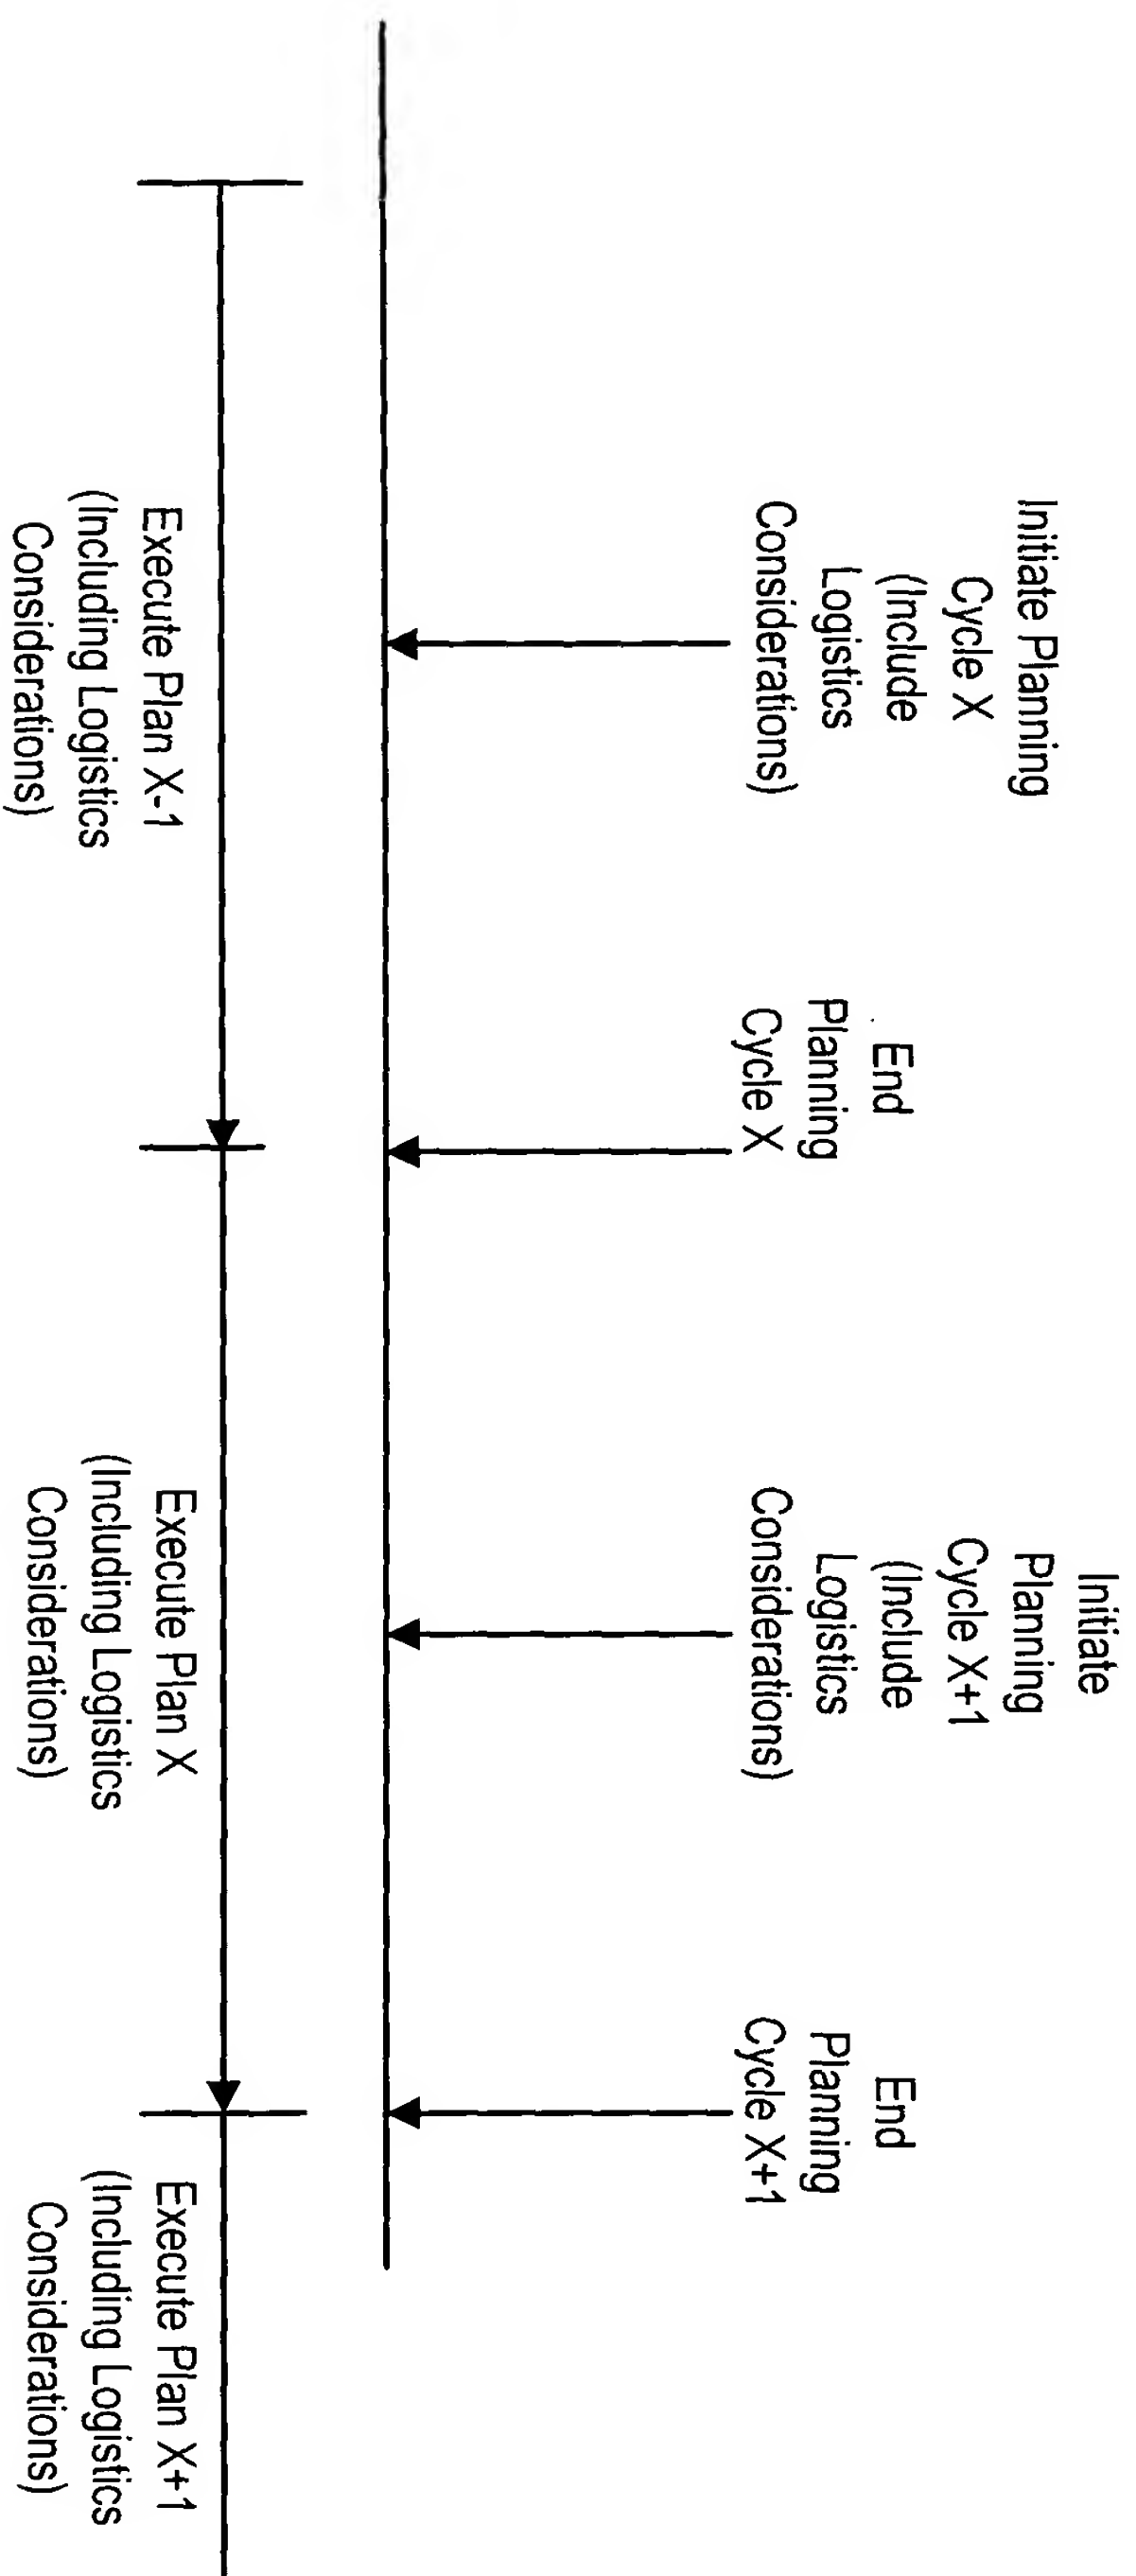 Initiate Planning
Cycle X
(Include
Logistics
Considerations)
End
Planning
Cycle X
Initiate
Planning
Cycle X+1
(Include
Logistics
Considerations)
End
Planning
Cycle X+1
Execute Plan X-1
(Including Logistics
Considerations)
Execute Plan X
(Including Logistics
Considerations)
Execute Plan X+1
(Including Logistics
Considerations)